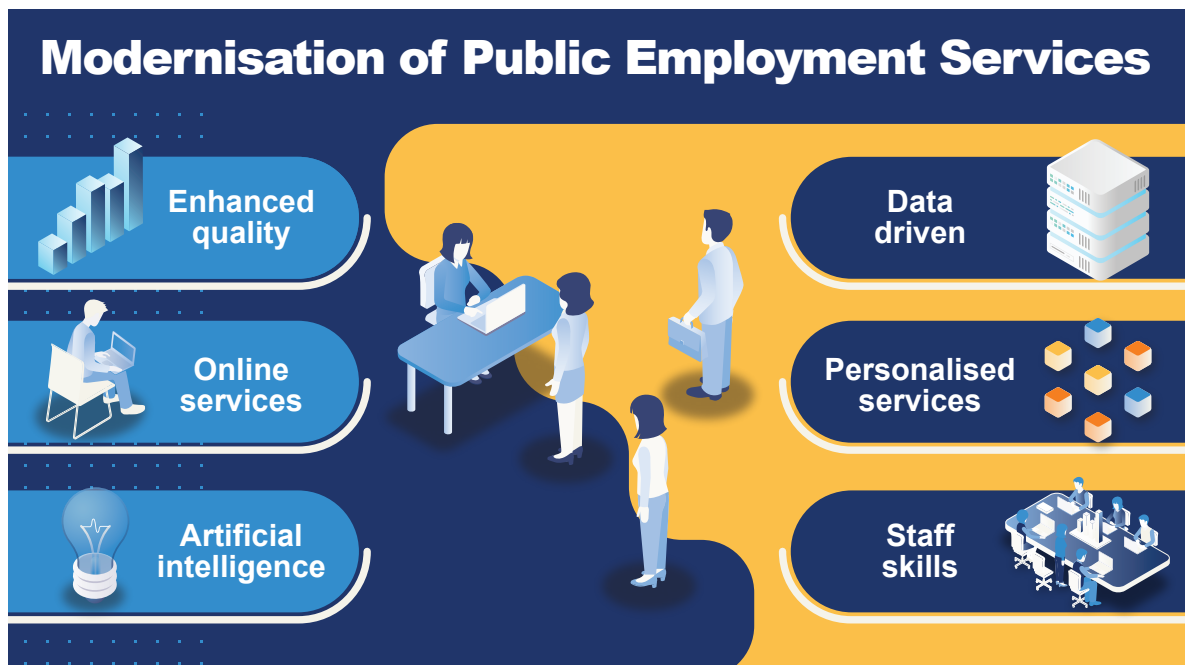 Modernisation of Public Employment Services
Enhanced
quality
Online
services
Artificial
intelligence
Data
driven
Personalised
services
Staff
skills